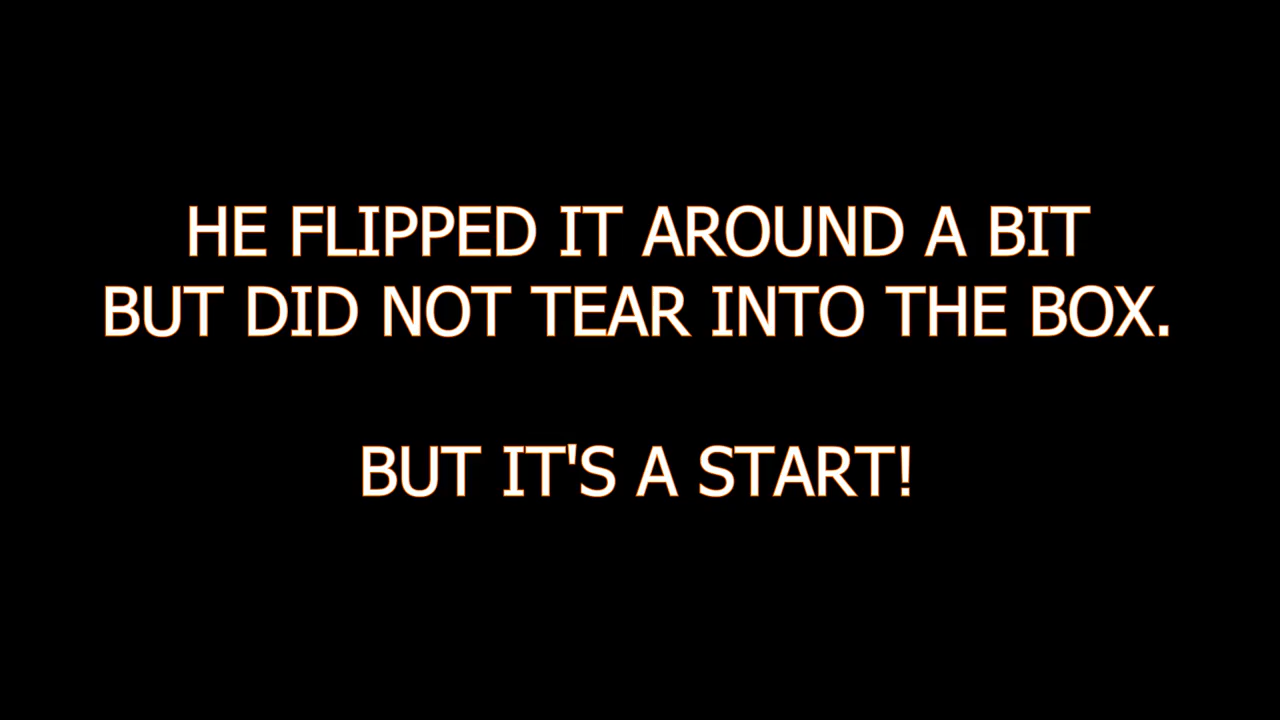 HE FLIPPED IT AROUND A BIT
BUT DID NOT TEAR INTO THE BOX.
BUT IT'S A START!